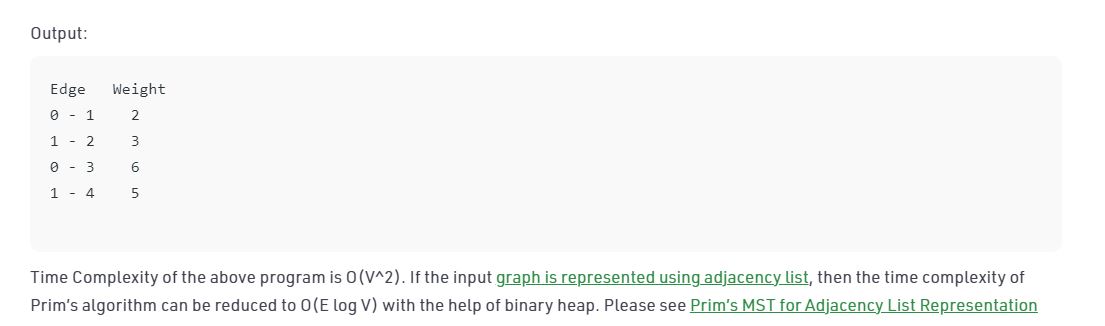 Output:
Edge Weight
0 - 1 2
1 - 2 3
0 - 3 6
1 - 4 5
Time Complexity of the above program is O(V^2). If the input graph is represented using adjacency list, then the time complexity of
Prim's algorithm can be reduced to O(E log V) with the help of binary heap. Please see Prim's MST for Adjacency List Representation